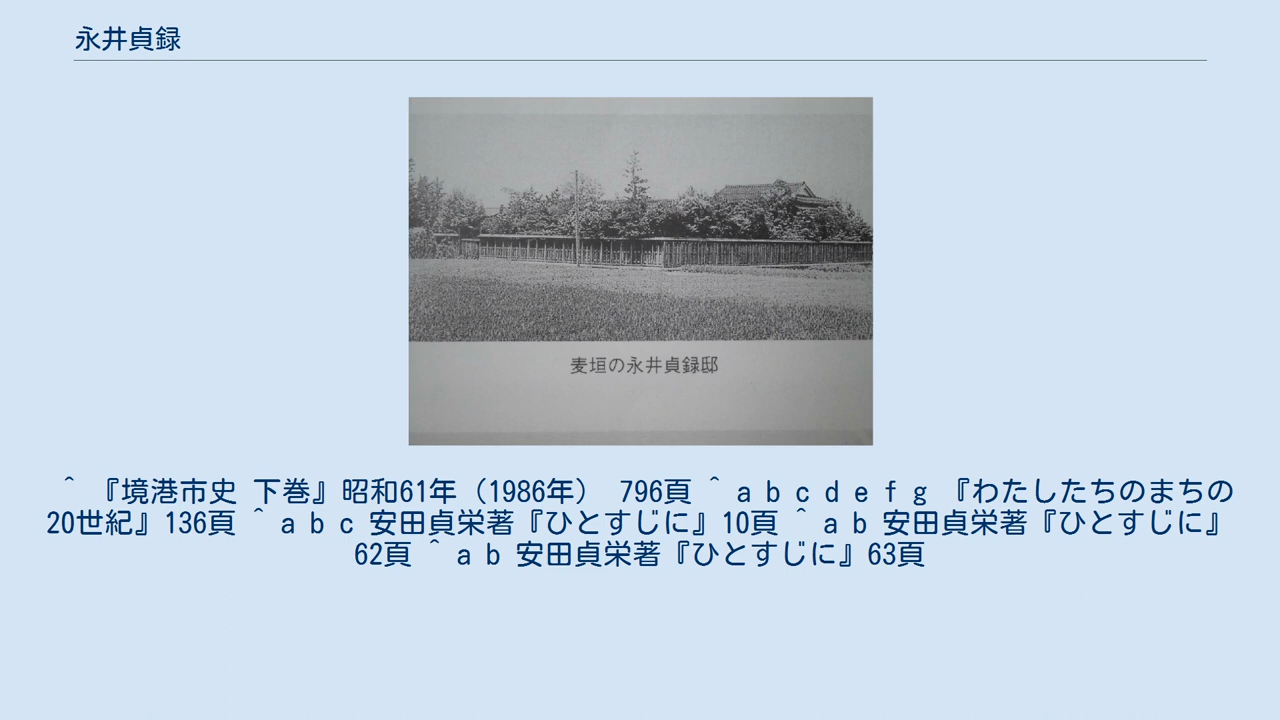 永井貞録
麦垣の永井貞録邸
^ 『境港市史 下巻』昭和61年（1986年） 796頁 ^ a b c d e f g 『わたしたちのまちの
20世紀』136頁 ^ a b c 安田貞栄著『ひとすじに』10頁 ^ a b 安田貞栄著『ひとすじに』
62頁 ^ a b 安田貞栄著『ひとすじに』63頁